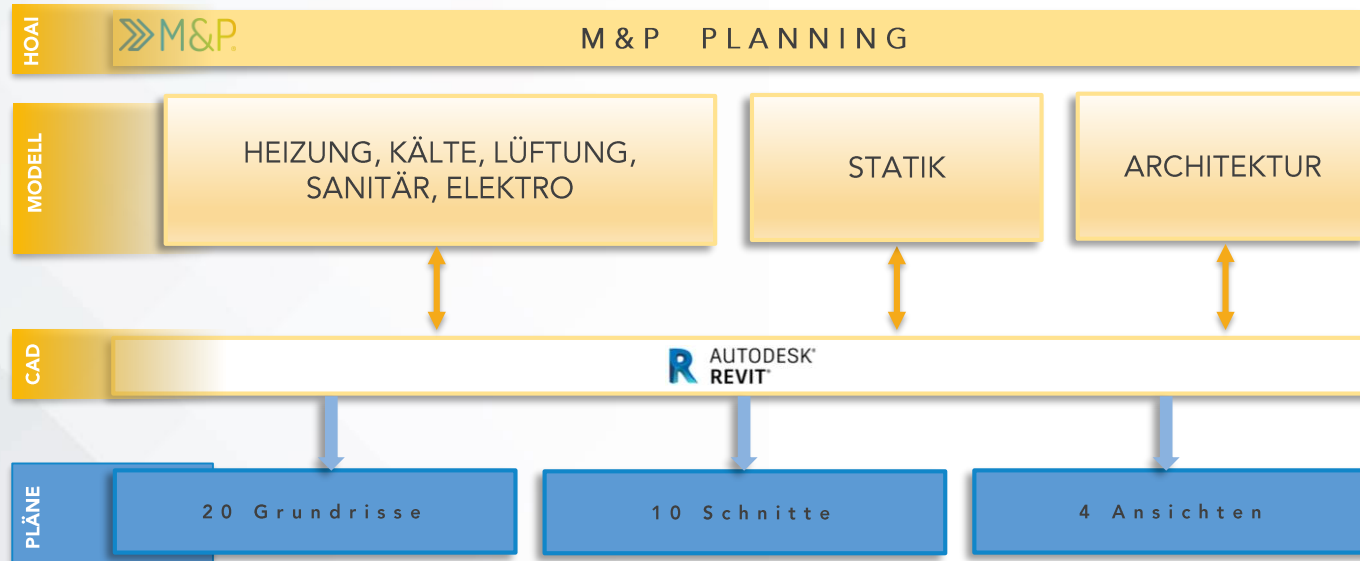 HOAI
M&P.
M&P PLANNING
MODELL
HEIZUNG, KÄLTE, LÜFTUNG,
SANITÄR, ELEKTRO
STATIK
ARCHITEKTUR
CAD
R AUTODESK®
REVIT®
PLÄNE
20 Grundrisse
10 Schnitte
4 Ansichten